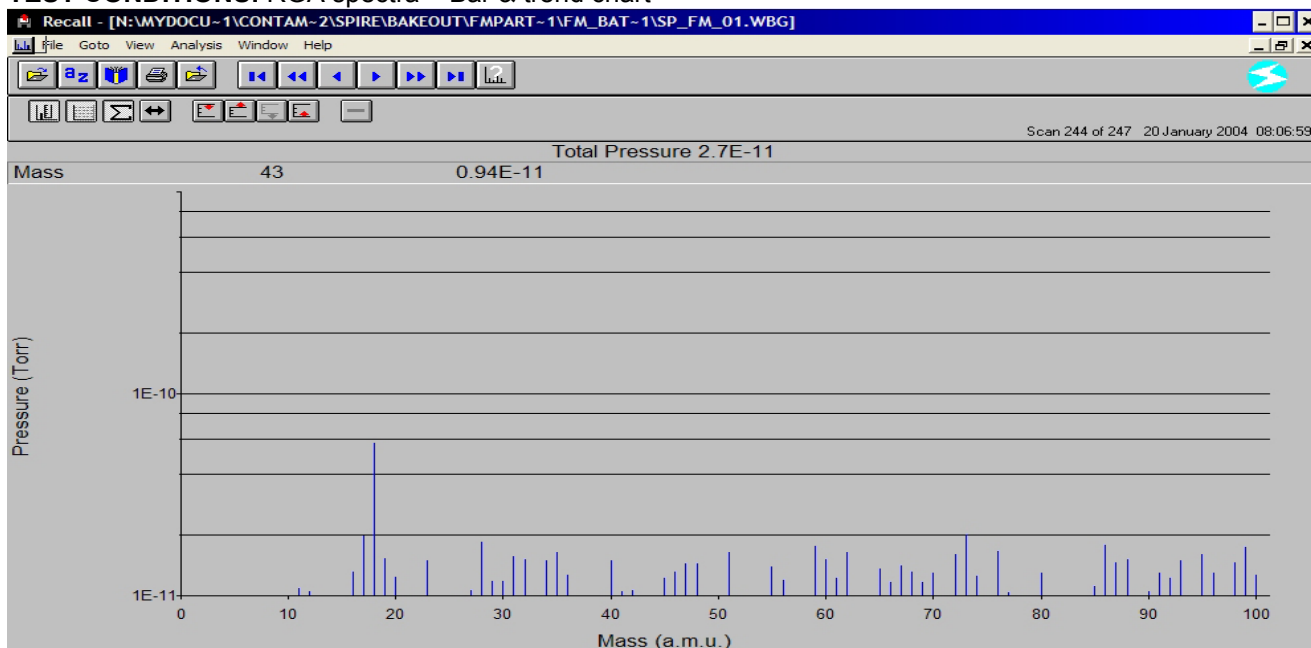 TEST CONDITIONS: RGA spectra – Bar & trend chart
Recall - [N:\MYDOCU~1\CONTAM~2\SPIRE\BAKEOUT\FMPART~1\FM_BAT~1\SP_FM_01.WBG]
File Goto View Analysis Window Help
az
Scan 244 of 247 20 January 2004 08:06:59
Total Pressure 2.7E-11
Mass 43 0.94E-11
Pressure (Torr)
1E-10
1E-11
0 10 20 30 40 50 60 70 80 90 100
Mass (a.m.u.)